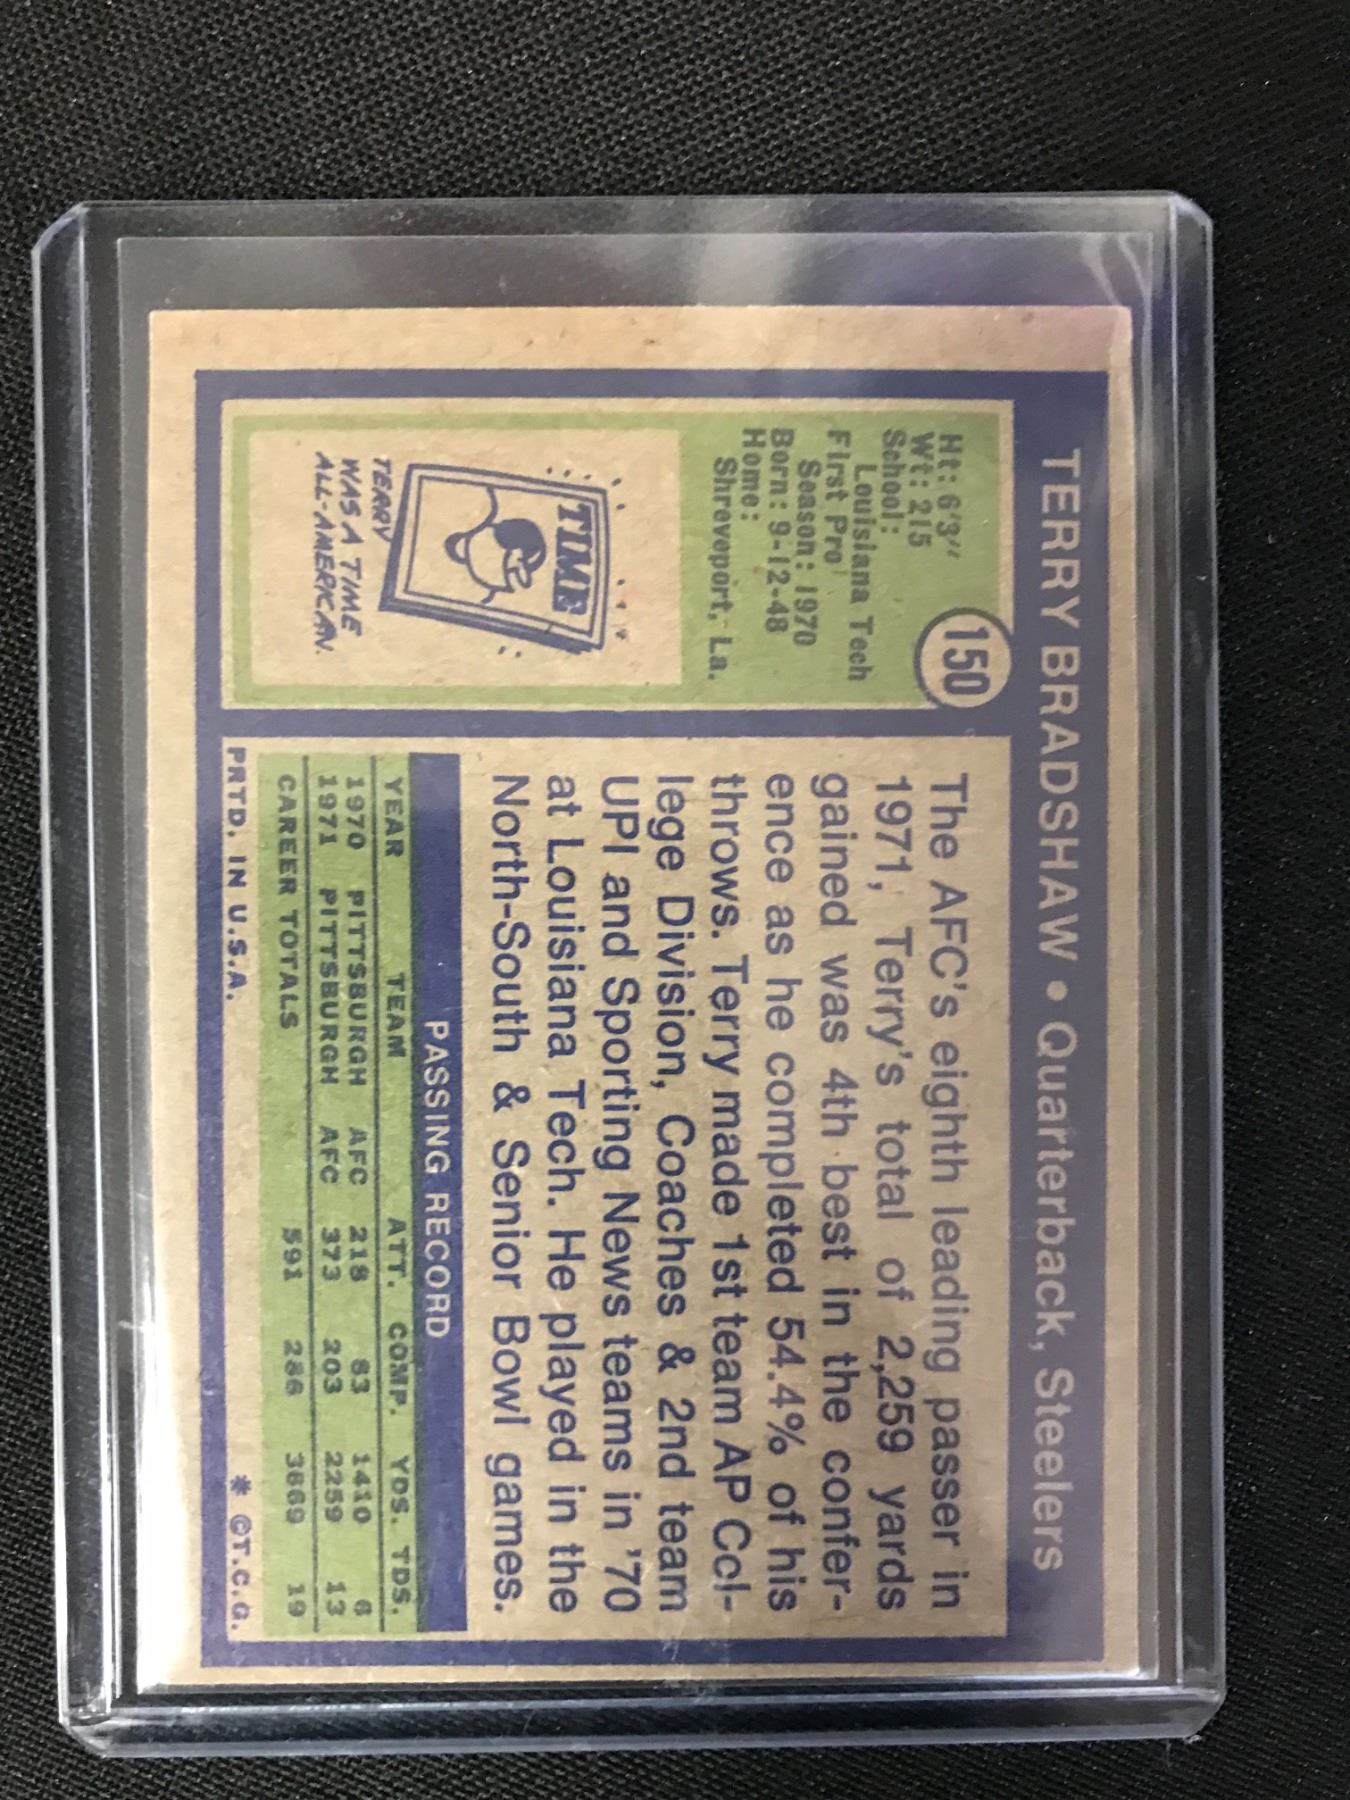 TERRY BRADSHAW • Quarterback, Steelers
150
Ht: 6'3"
Wt: 215
School:
Louisiana Tech
First Pro
Season: 1970
Born: 9-12-48
Home:
Shreveport, La.
TIME
TERRY
WAS A TIME
ALL-AMERICAN.
The AFC's eighth leading passer in
1971, Terry's total of 2,259 yards
gained was 4th best in the confer-
ence as he completed 54.4% of his
throws. Terry made 1st team AP Col-
lege Division, Coaches & 2nd team
UPI and Sporting News teams in '70
at Louisiana Tech. He played in the
North-South & Senior Bowl games.
PASSING RECORD
YEAR TEAM ATT. COMP. YDS. TDS.
1970 PITTSBURGH AFC 218 83 1410 6
1971 PITTSBURGH AFC 373 203 2259 13
CAREER TOTALS 591 286 3669 19
PRTD. IN U.S.A. * ©T.C.G.